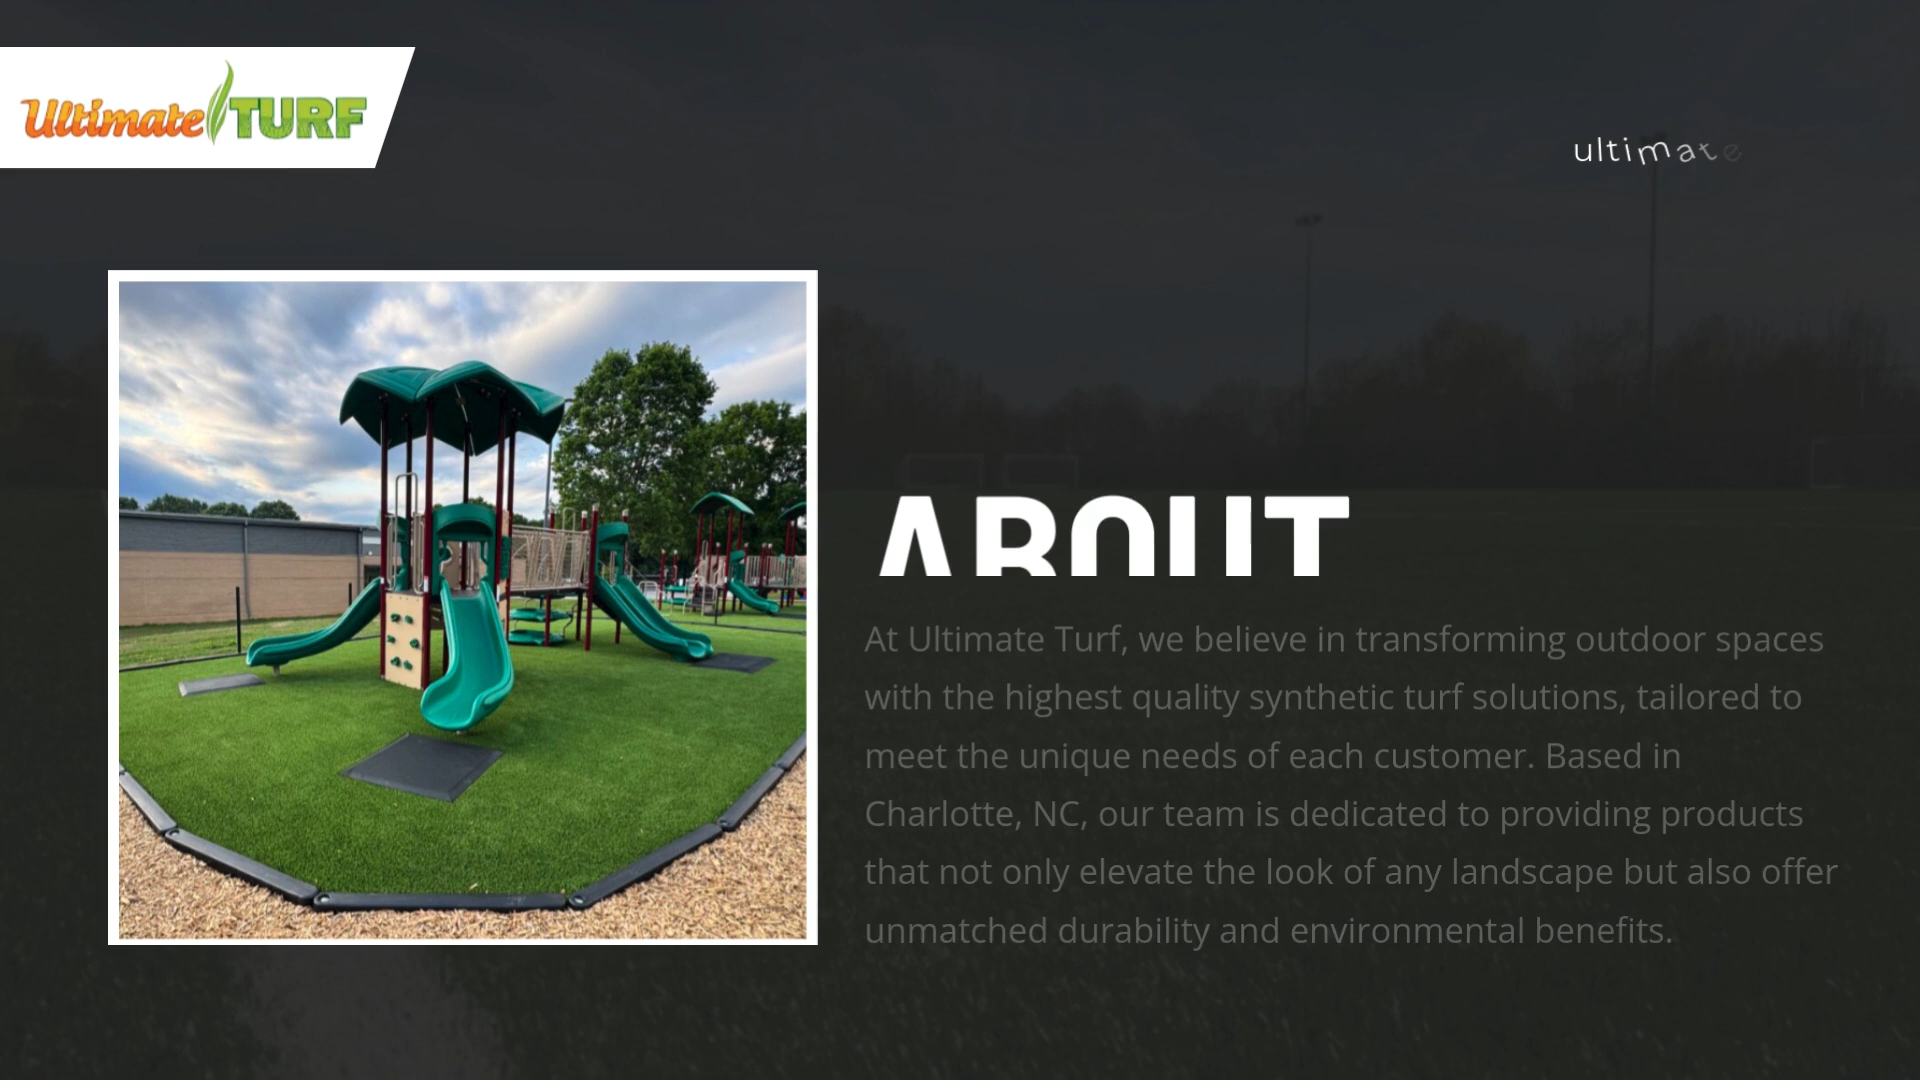 Ultimate TURF
ultimate
ABOUT
At Ultimate Turf, we believe in transforming outdoor spaces
with the highest quality synthetic turf solutions, tailored to
meet the unique needs of each customer. Based in
Charlotte, NC, our team is dedicated to providing products
that not only elevate the look of any landscape but also offer
unmatched durability and environmental benefits.